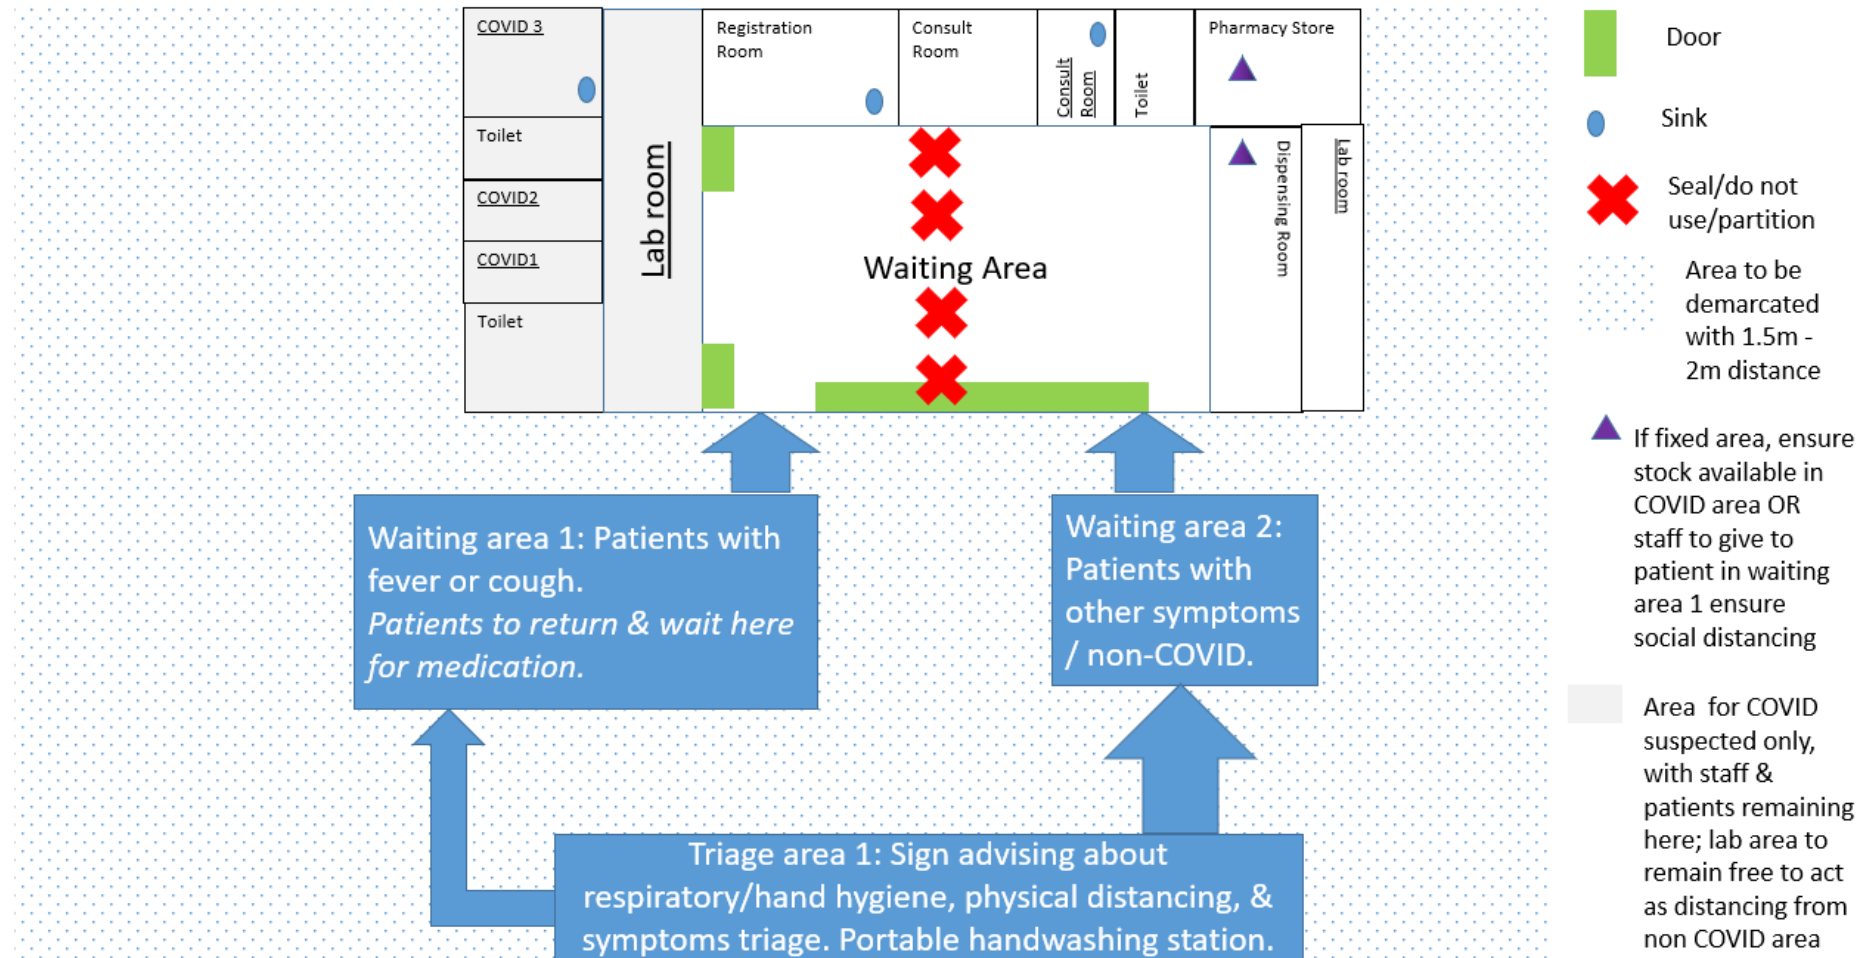 COVID 3
Toilet
COVID2
COVID1
Toilet
Lab room
Registration
Room
Consult
Room
Consult
Room
Toilet
Pharmacy Store
Waiting Area
Dispensing Room
Lab room
Waiting area 1: Patients with
fever or cough.
Patients to return & wait here
for medication.
Waiting area 2:
Patients with
other symptoms
/ non-COVID.
Triage area 1: Sign advising about
respiratory/hand hygiene, physical distancing, &
symptoms triage. Portable handwashing station.
Door
Sink
Seal/do not
use/partition
Area to be
demarcated
with 1.5m -
2m distance
If fixed area, ensure
stock available in
COVID area OR
staff to give to
patient in waiting
area 1 ensure
social distancing
Area  for COVID
suspected only,
with staff &
patients remaining
here; lab area to
remain free to act
as distancing from
non COVID area